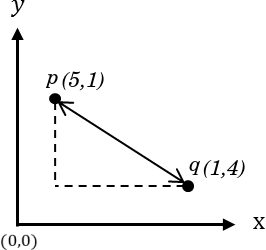 y
p (5,1)
q (1,4)
x
(0,0)